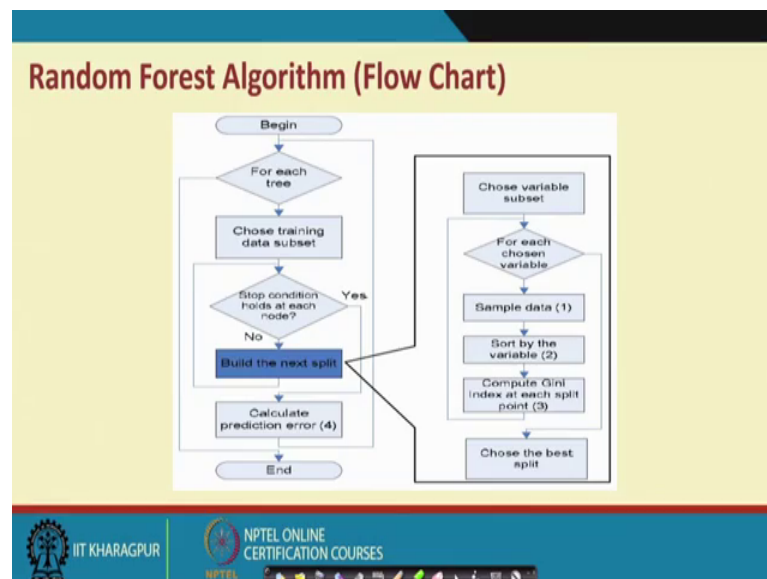 Random Forest Algorithm (Flow Chart)
Begin
For each
tree
Chose training
data subset
Stop condition
holds at each
node?
Yes
No
Build the next split
Calculate
prediction error (4)
End
Chose variable
subset
For each
chosen
variable
Sample data (1)
Sort by the
variable (2)
Compute Gini
index at each split
point (3)
Chose the best
split
IIT KHARAGPUR
NPTEL ONLINE
CERTIFICATION COURSES
NPTEL